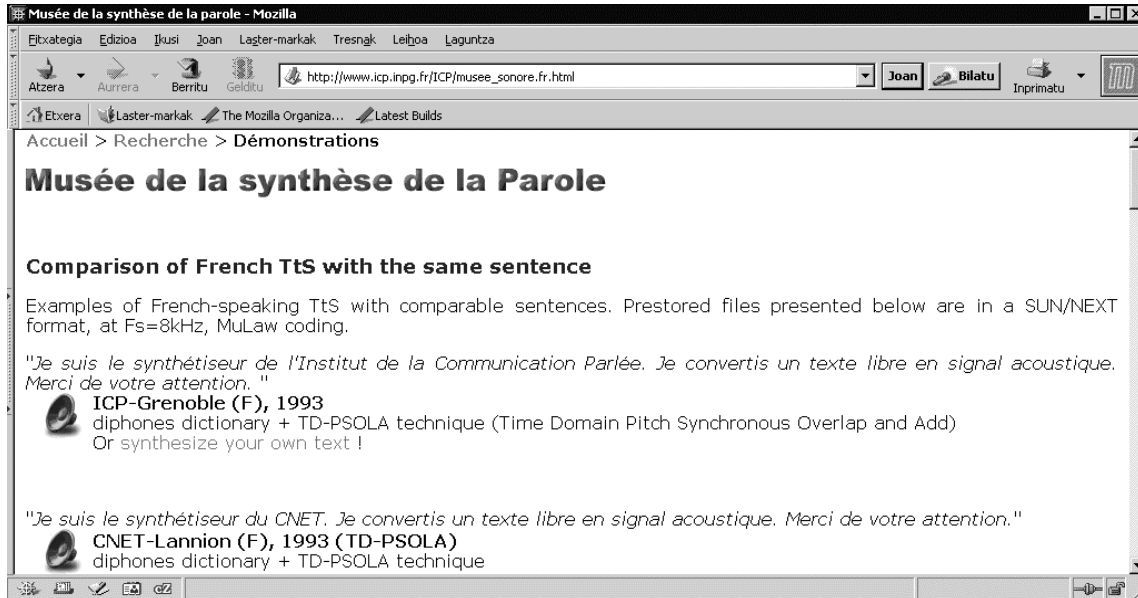 Musée de la synthèse de la parole - Mozilla
Fitxategia Edizioa Ikusi Joan Laster-markak Tresnak Leihoa Laguntza
Atzera Aurrera Berritu Gelditu http://www.icp.inpg.fr/ICP/musee_sonore.fr.html Joan Bilatu Inprimatu
Etxera Laster-markak The Mozilla Organiza... Latest Builds
Accueil > Recherche > Démonstrations
Musée de la synthèse de la Parole
Comparison of French TtS with the same sentence
Examples of French-speaking TtS with comparable sentences. Prestored files presented below are in a SUN/NEXT
format, at Fs=8kHz, MuLaw coding.
"Je suis le synthétiseur de l'Institut de la Communication Parlée. Je convertis un texte libre en signal acoustique.
Merci de votre attention. "
ICP-Grenoble (F), 1993
diphones dictionary + TD-PSOLA technique (Time Domain Pitch Synchronous Overlap and Add)
Or synthesize your own text !
"Je suis le synthétiseur du CNET. Je convertis un texte libre en signal acoustique. Merci de votre attention."
CNET-Lannion (F), 1993 (TD-PSOLA)
diphones dictionary + TD-PSOLA technique